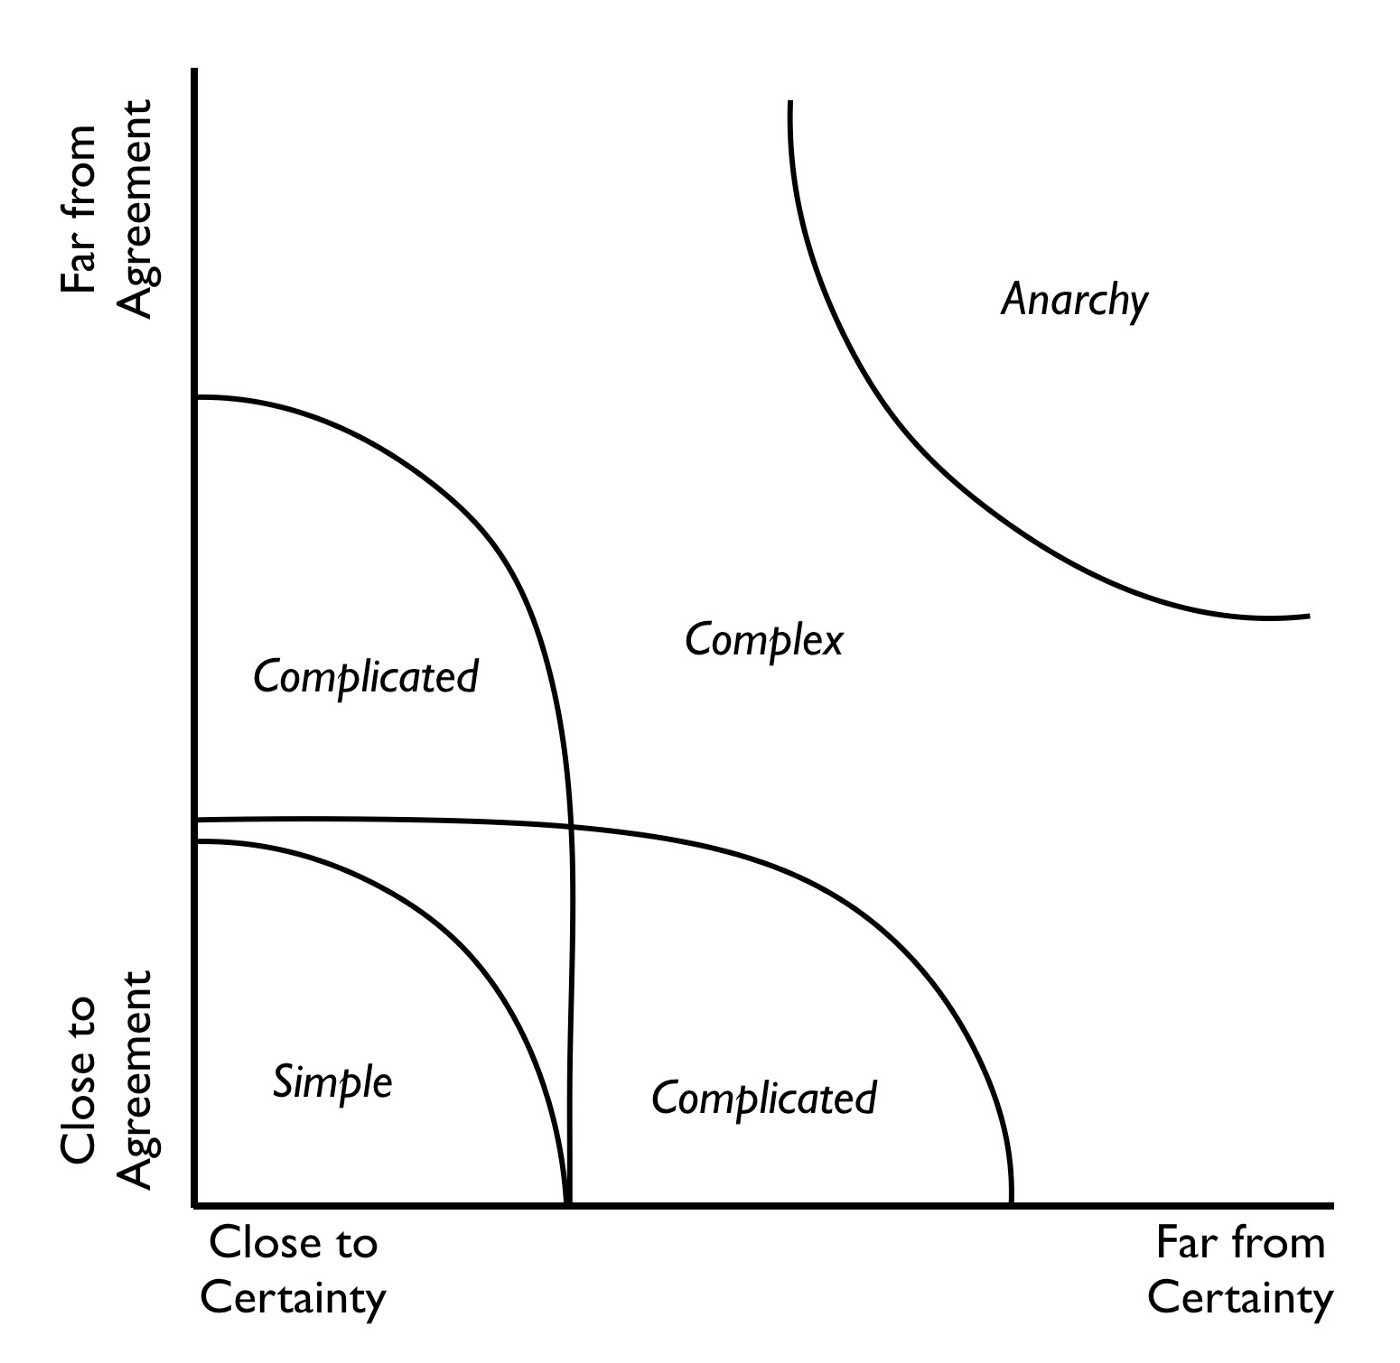 Far from
Agreement
Anarchy
Complex
Complicated
Close to
Agreement
Simple
Complicated
Close to
Certainty
Far from
Certainty